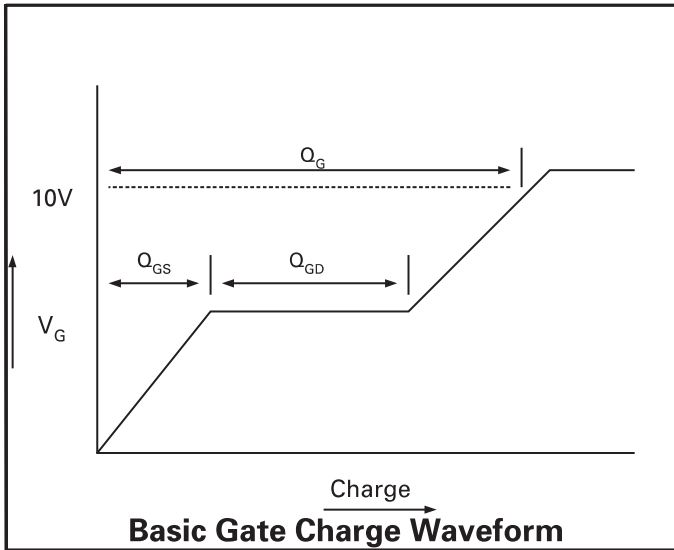 Q_G
10V
Q_GS
Q_GD
V_G
Charge
Basic Gate Charge Waveform